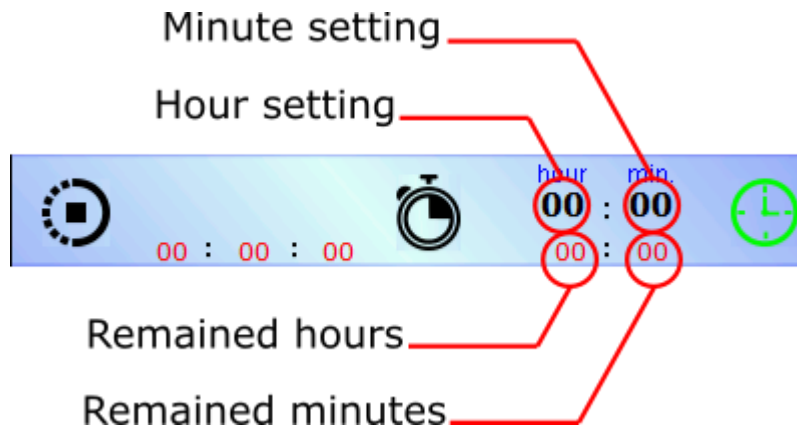 Minute setting
Hour setting
hour min.
00 : 00
00 : 00 : 00 00 : 00
Remained hours
Remained minutes